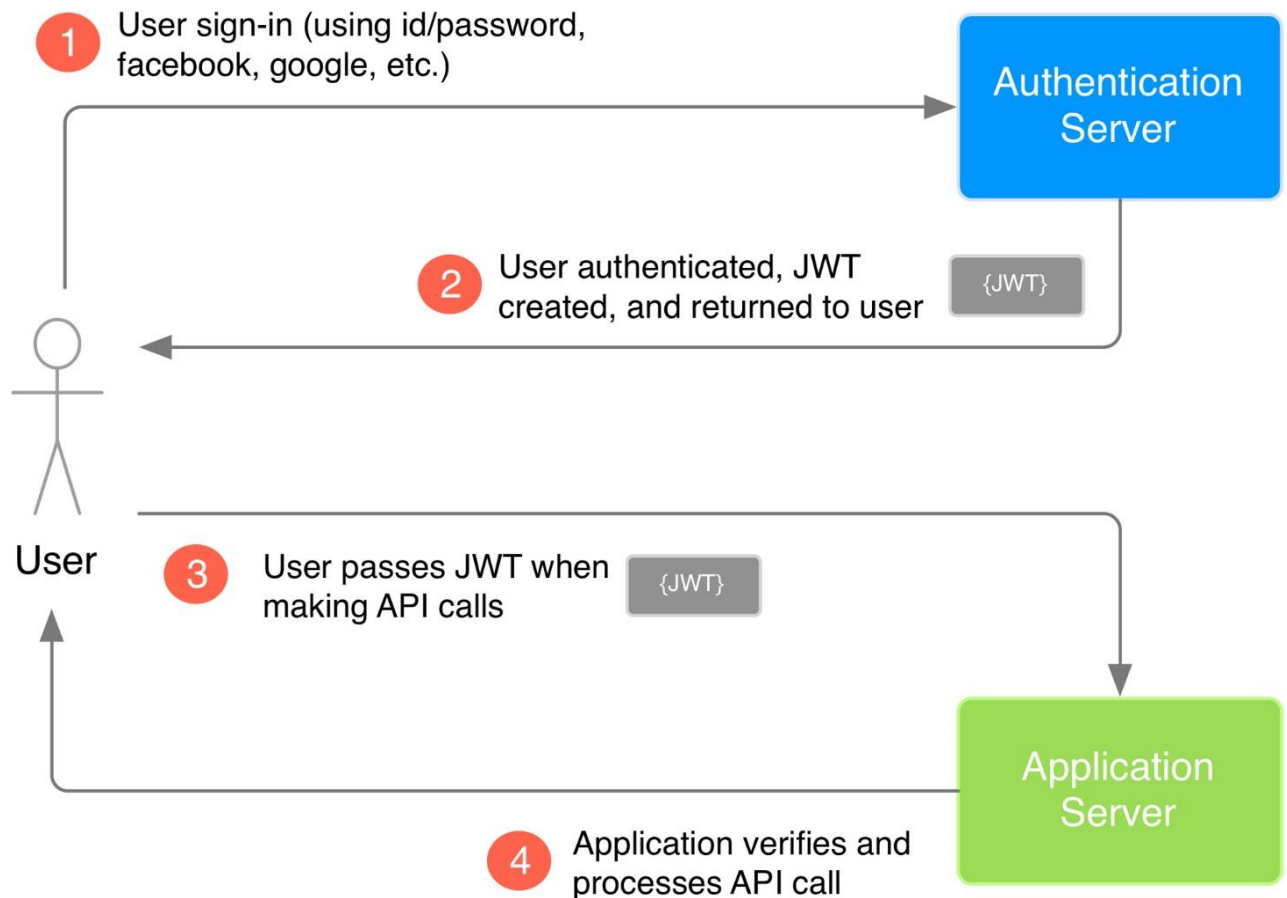 1
User sign-in (using id/password,
facebook, google, etc.)
Authentication
Server
2
User authenticated, JWT
created, and returned to user
{JWT}
User
3
User passes JWT when
making API calls
{JWT}
Application
Server
4
Application verifies and
processes API call